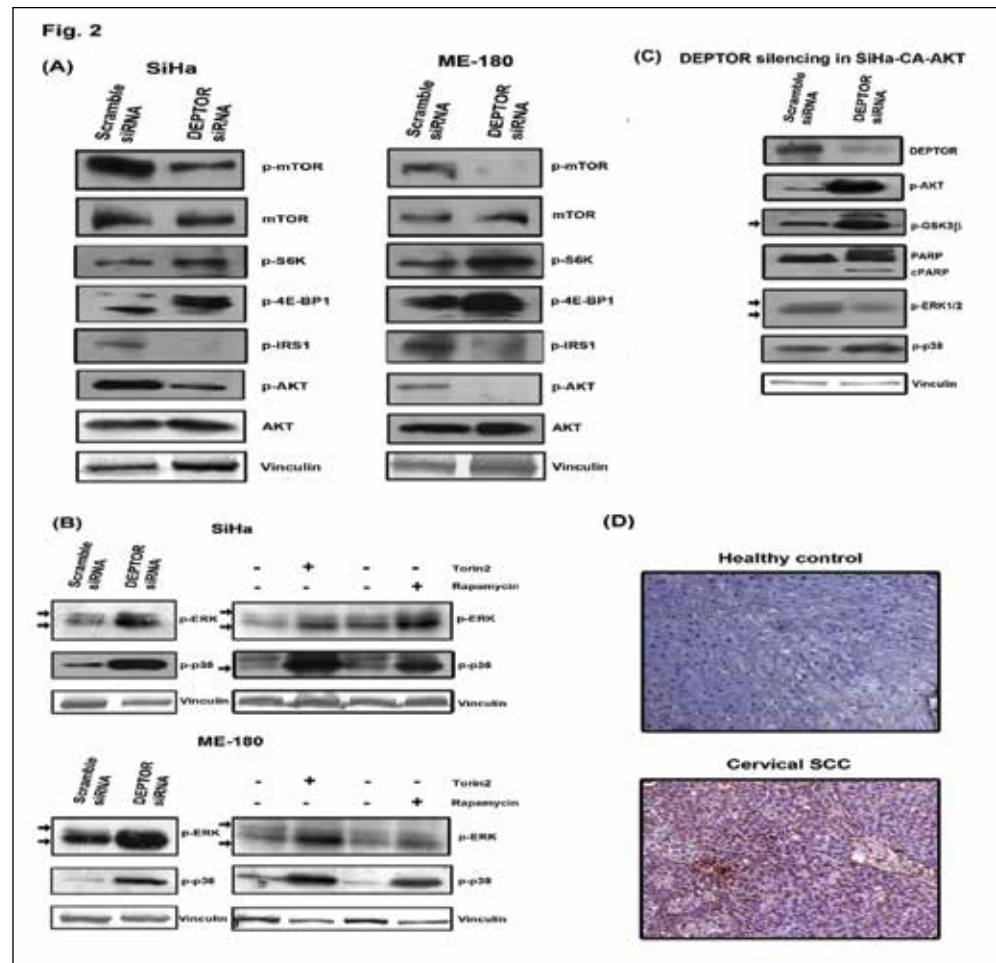 Fig. 2
(A)
SiHa
Scramble siRNA
DEPTOR siRNA
p-mTOR
mTOR
p-S6K
p-4E-BP1
p-IRS1
p-AKT
AKT
Vinculin
ME-180
Scramble siRNA
DEPTOR siRNA
p-mTOR
mTOR
p-S6K
p-4E-BP1
p-IRS1
p-AKT
AKT
Vinculin
(C) DEPTOR silencing in SiHa-CA-AKT
Scramble siRNA
DEPTOR siRNA
DEPTOR
p-AKT
p-GSK3β
PARP
cPARP
p-ERK1/2
p-p38
Vinculin
(B)
SiHa
Scramble siRNA
DEPTOR siRNA
p-ERK
p-p38
Vinculin
- + - - Torin2
- - - + Rapamycin
p-ERK
p-p38
Vinculin
ME-180
Scramble siRNA
DEPTOR siRNA
p-ERK
p-p38
Vinculin
- + - - Torin2
- - - + Rapamycin
p-ERK
p-p38
Vinculin
(D)
Healthy control
Cervical SCC